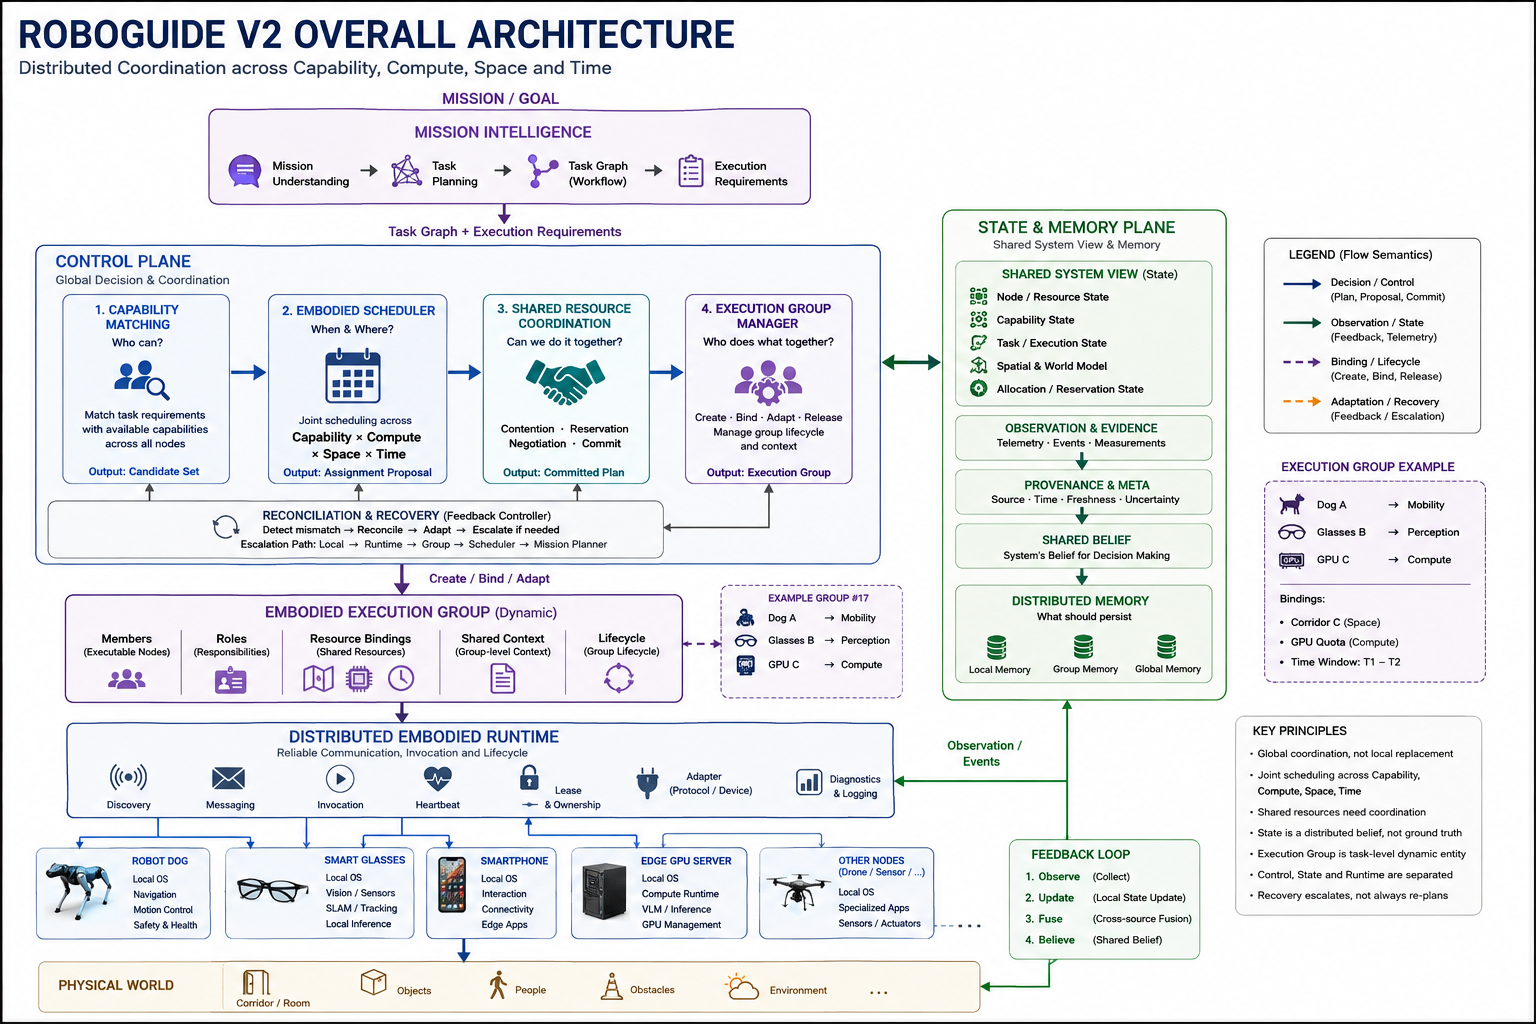 ROBOGUIDE V2 OVERALL ARCHITECTURE
Distributed Coordination across Capability, Compute, Space and Time
MISSION / GOAL
MISSION INTELLIGENCE
Mission
Understanding
Task
Planning
Task Graph
(Workflow)
Execution
Requirements
Task Graph + Execution Requirements
CONTROL PLANE
Global Decision & Coordination
1. CAPABILITY
MATCHING
Who can?
Match task requirements
with available capabilities
across all nodes
Output: Candidate Set
2. EMBODIED SCHEDULER
When & Where?
Joint scheduling across
Capability × Compute
× Space × Time
Output: Assignment Proposal
3. SHARED RESOURCE
COORDINATION
Can we do it together?
Contention · Reservation
Negotiation · Commit
Output: Committed Plan
4. EXECUTION GROUP
MANAGER
Who does what together?
Create · Bind · Adapt · Release
Manage group lifecycle
and context
Output: Execution Group
RECONCILIATION & RECOVERY (Feedback Controller)
Detect mismatch → Reconcile → Adapt → Escalate if needed
Escalation Path: Local → Runtime → Group → Scheduler → Mission Planner
Create / Bind / Adapt
EMBODIED EXECUTION GROUP (Dynamic)
Members
(Executable Nodes)
Roles
(Responsibilities)
Resource Bindings
(Shared Resources)
Shared Context
(Group-level Context)
Lifecycle
(Group Lifecycle)
EXAMPLE GROUP #17
Dog A → Mobility
Glasses B → Perception
GPU C → Compute
DISTRIBUTED EMBODIED RUNTIME
Reliable Communication, Invocation and Lifecycle
Discovery
Messaging
Invocation
Heartbeat
Lease
& Ownership
Adapter
(Protocol / Device)
Diagnostics
& Logging
ROBOT DOG
Local OS
Navigation
Motion Control
Safety & Health
SMART GLASSES
Local OS
Vision / Sensors
SLAM / Tracking
Local Inference
SMARTPHONE
Local OS
Interaction
Connectivity
Edge Apps
EDGE GPU SERVER
Local OS
Compute Runtime
VLM / Inference
GPU Management
OTHER NODES
(Drone / Sensor / ...)
Local OS
Specialized Apps
Sensors / Actuators
...
PHYSICAL WORLD
Corridor / Room
Objects
People
Obstacles
Environment
...
STATE & MEMORY PLANE
Shared System View & Memory
SHARED SYSTEM VIEW (State)
Node / Resource State
Capability State
Task / Execution State
Spatial & World Model
Allocation / Reservation State
OBSERVATION & EVIDENCE
Telemetry · Events · Measurements
PROVENANCE & META
Source · Time · Freshness · Uncertainty
SHARED BELIEF
System's Belief for Decision Making
DISTRIBUTED MEMORY
What should persist
Local Memory
Group Memory
Global Memory
Observation /
Events
FEEDBACK LOOP
1. Observe (Collect)
2. Update (Local State Update)
3. Fuse (Cross-source Fusion)
4. Believe (Shared Belief)
LEGEND (Flow Semantics)
Decision / Control
(Plan, Proposal, Commit)
Observation / State
(Feedback, Telemetry)
Binding / Lifecycle
(Create, Bind, Release)
Adaptation / Recovery
(Feedback / Escalation)
EXECUTION GROUP EXAMPLE
Dog A → Mobility
Glasses B → Perception
GPU
GPU C → Compute
Bindings:
• Corridor C (Space)
• GPU Quota (Compute)
• Time Window: T1 – T2
KEY PRINCIPLES
• Global coordination, not local replacement
• Joint scheduling across Capability,
Compute, Space, Time
• Shared resources need coordination
• State is a distributed belief, not ground truth
• Execution Group is task-level dynamic entity
• Control, State and Runtime are separated
• Recovery escalates, not always re-plans